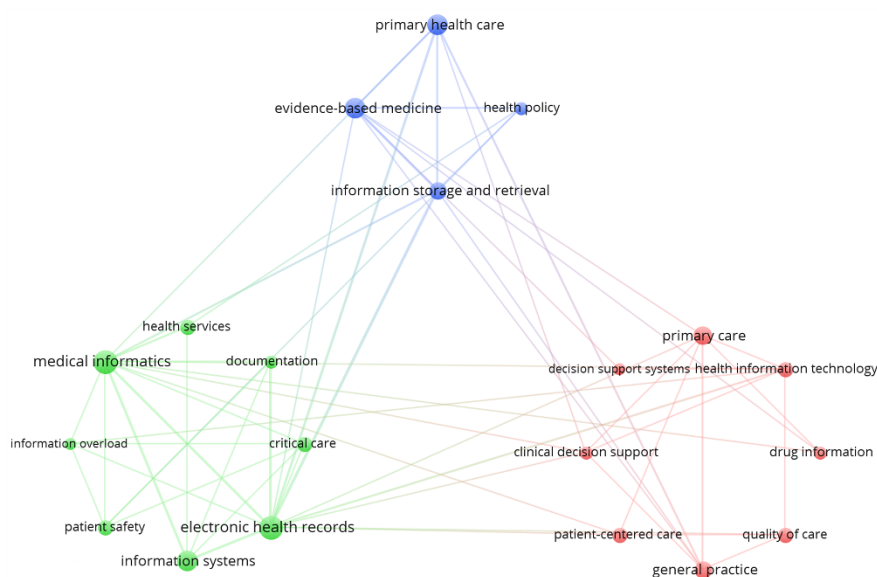 primary health care
evidence-based medicine
health policy
information storage and retrieval
health services
primary care
medical informatics
documentation
decision support systems
health information technology
information overload
critical care
clinical decision support
drug information
patient safety
electronic health records
patient-centered care
quality of care
information systems
general practice